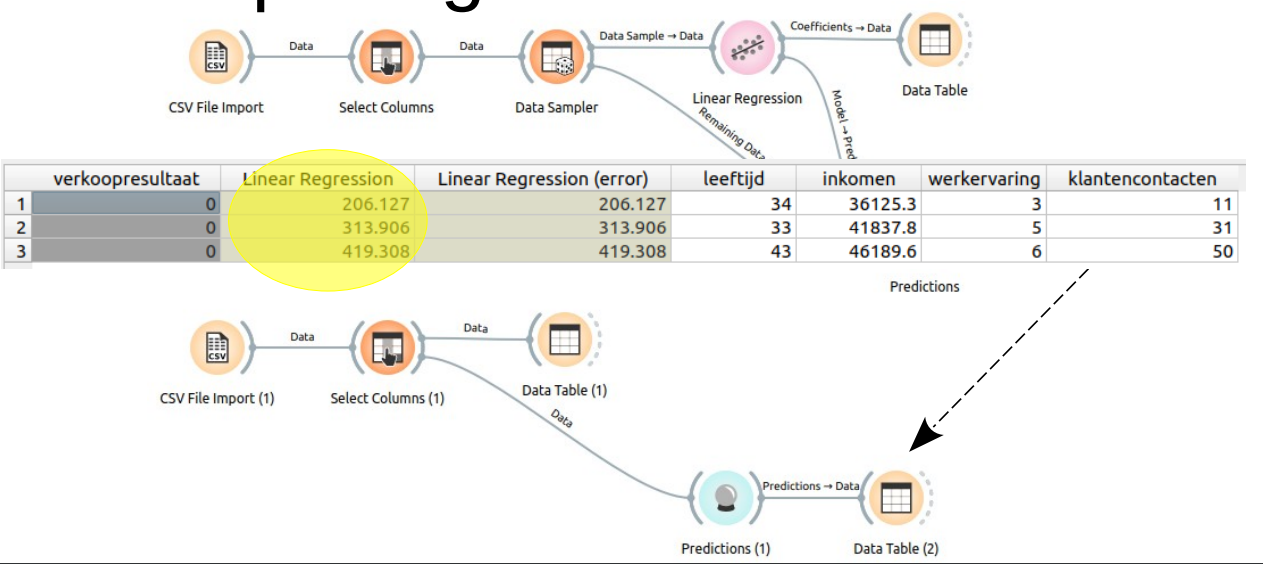 Data
Data
Data Sample → Data
Coefficients → Data
CSV File Import
Select Columns
Data Sampler
Linear Regression
Data Table
Remaining Data
Model → Pred
verkoopresultaat Linear Regression Linear Regression (error) leeftijd inkomen werkervaring klantencontacten
1 0 206.127 206.127 34 36125.3 3 11
2 0 313.906 313.906 33 41837.8 5 31
3 0 419.308 419.308 43 46189.6 6 50
Predictions
Data
Data
CSV
CSV
CSV File Import (1)
Select Columns (1)
Data Table (1)
Data
Predictions → Data
Predictions (1)
Data Table (2)